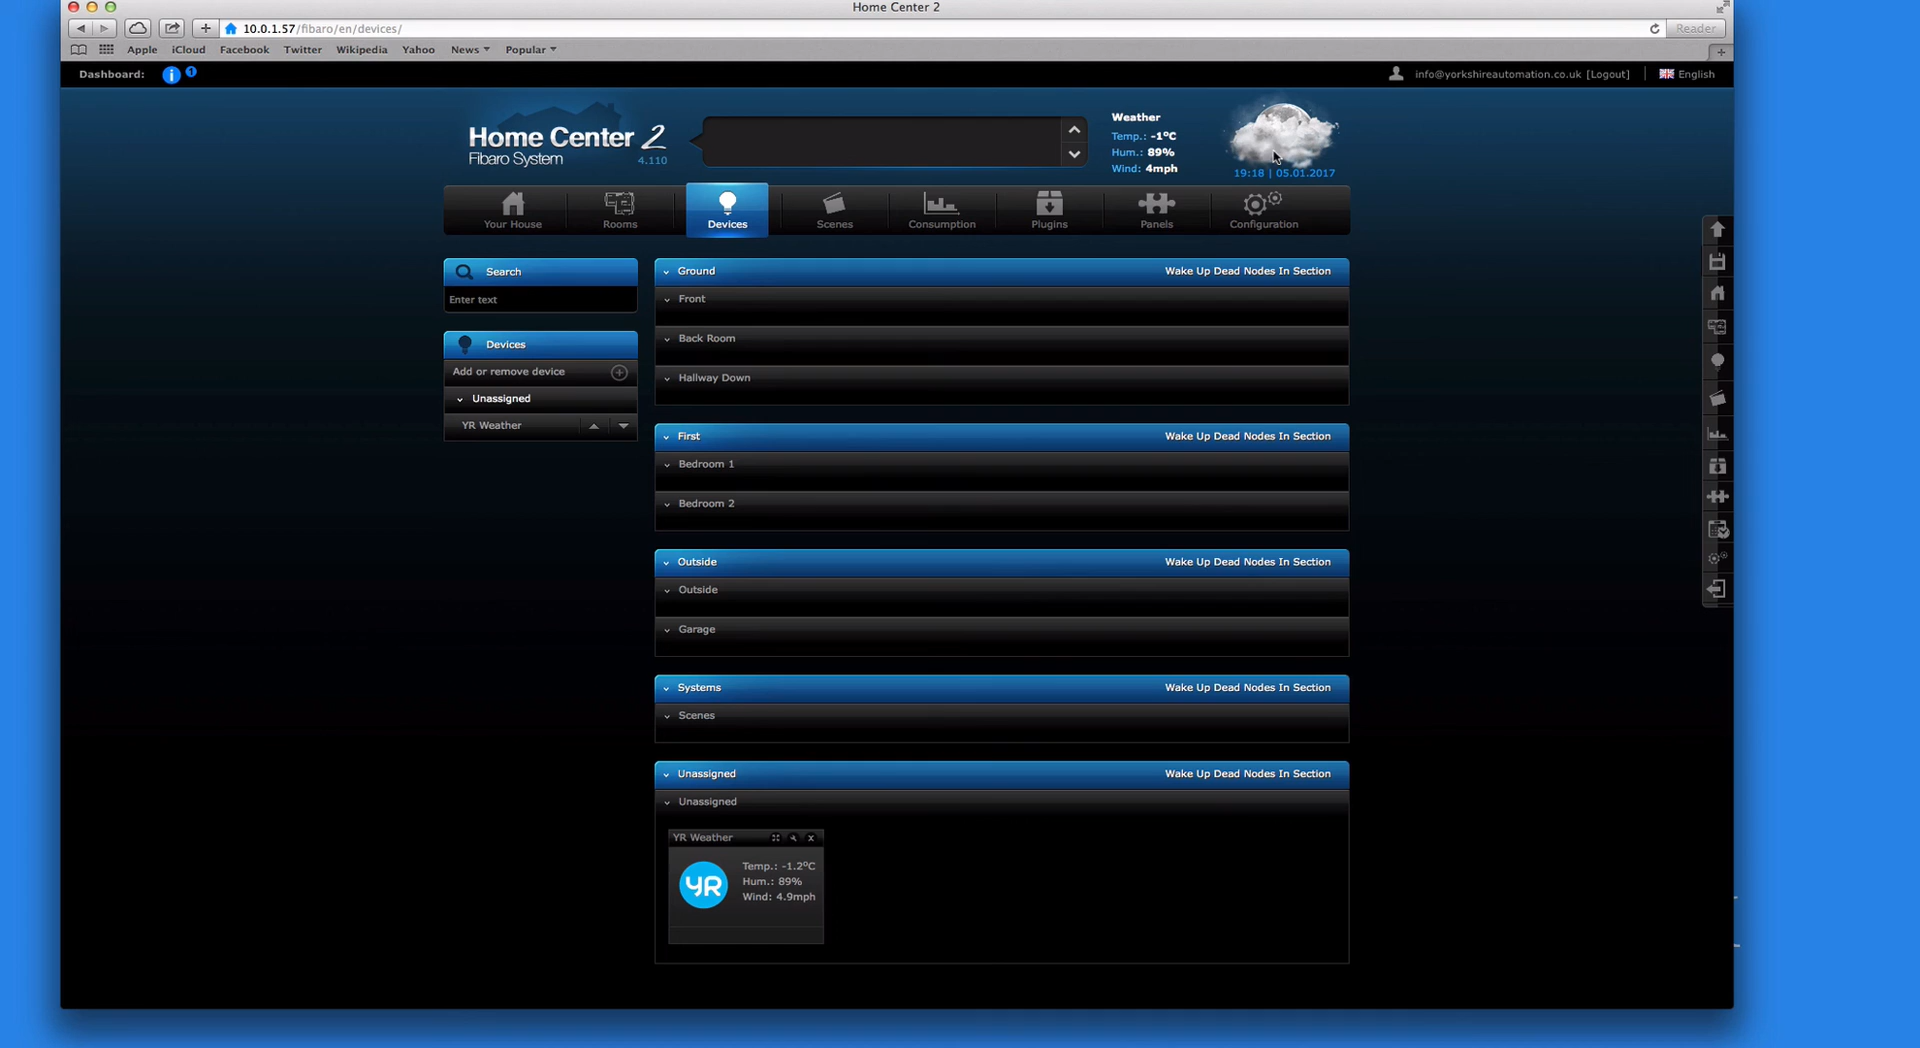 Home Center 2
10.0.1.57/fibaro/en/devices/
Reader
Apple iCloud Facebook Twitter Wikipedia Yahoo News Popular
Dashboard: i 1
info@yorkshireautomation.co.uk [Logout] English
Home Center 2
Fibaro System 4.110
Weather
Temp.: -1ºC
Hum.: 89%
Wind: 4mph
19:18 | 05.01.2017
Your House Rooms Devices Scenes Consumption Plugins Panels Configuration
Search
Enter text
Devices
Add or remove device
Unassigned
YR Weather
Ground Wake Up Dead Nodes In Section
Front
Back Room
Hallway Down
First Wake Up Dead Nodes In Section
Bedroom 1
Bedroom 2
Outside Wake Up Dead Nodes In Section
Outside
Garage
Systems Wake Up Dead Nodes In Section
Scenes
Unassigned Wake Up Dead Nodes In Section
Unassigned
YR Weather
YR
Temp.: -1.2ºC
Hum.: 89%
Wind: 4.9mph